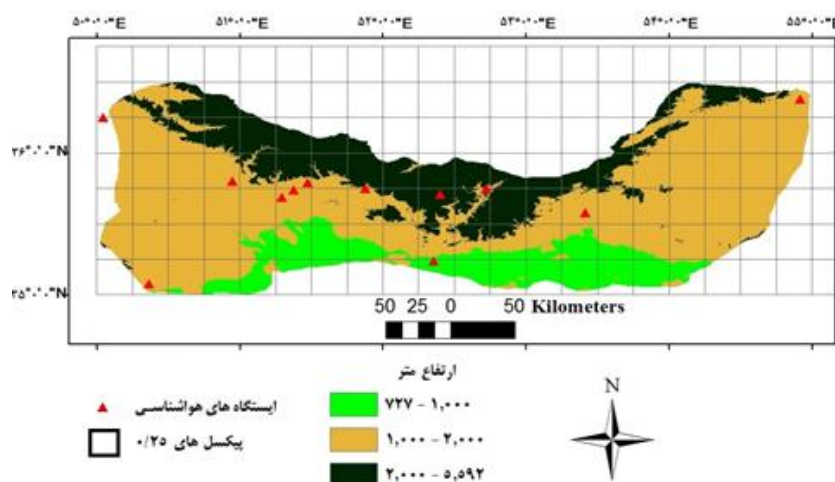 ۵۰°۰'۰"E ۵۱°۰'۰"E ۵۲°۰'۰"E ۵۳°۰'۰"E ۵۴°۰'۰"E ۵۵°۰'۰"E
۳۶°۰'۰"N
۳۵°۰'۰"N
50 25 0 50 Kilometers
ارتفاع متر
ایستگاه های هواشناسی
پیکسل های ۰/۲۵
۷۲۷ - ۱,۰۰۰
۱,۰۰۰ - ۲,۰۰۰
۲,۰۰۰ - ۵,۵۹۲
N